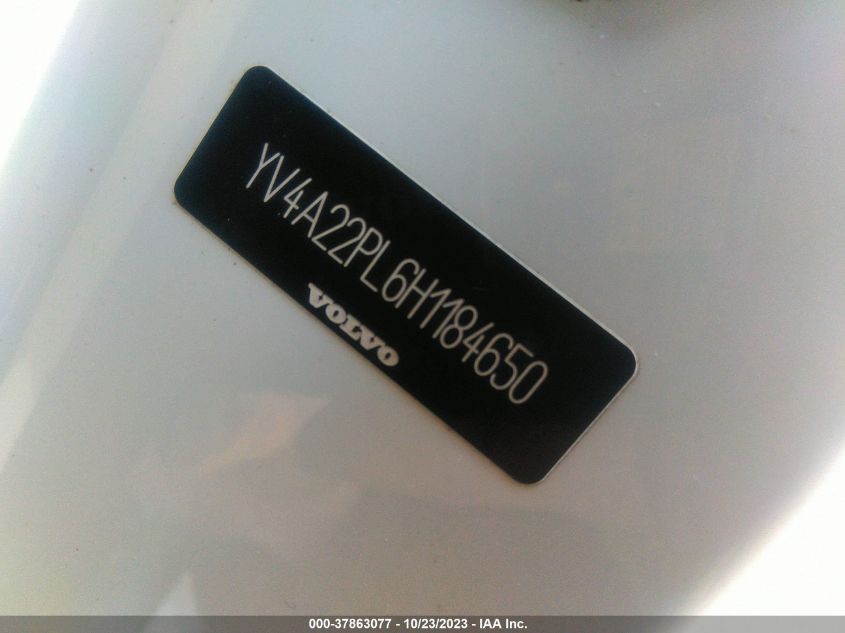 YV4A22PL6H1184650
VOLVO
000-37863077 - 10/23/2023 - IAA Inc.